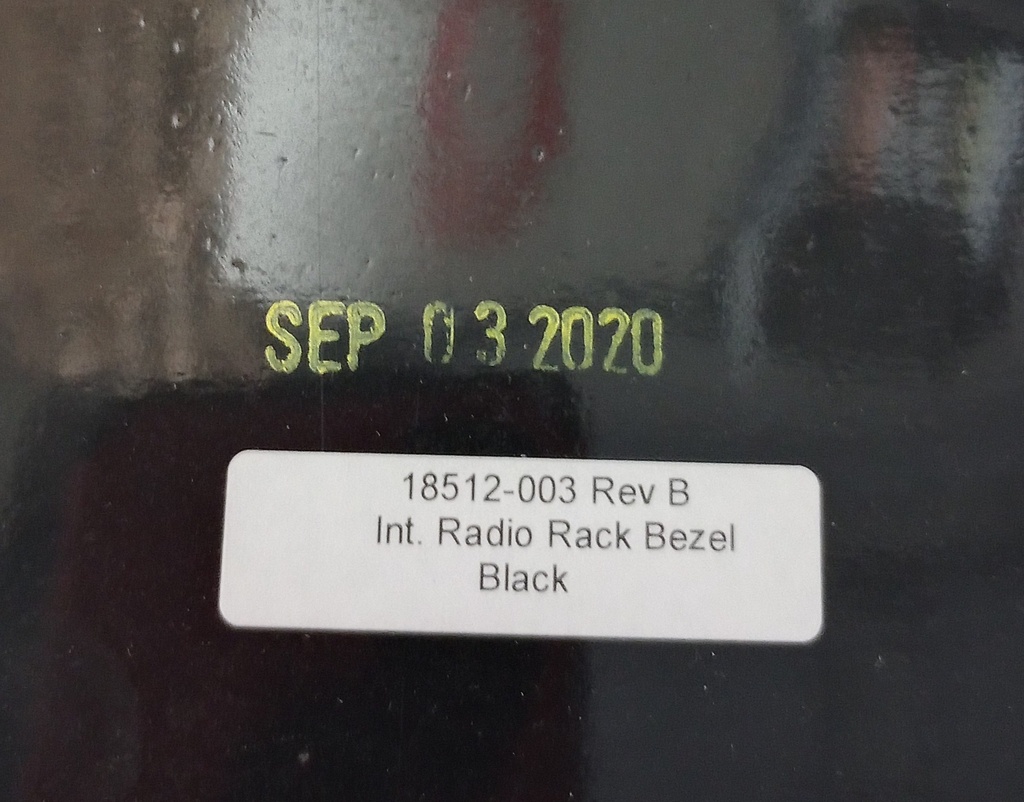 SEP 03 2020
18512-003 Rev B
Int. Radio Rack Bezel
Black